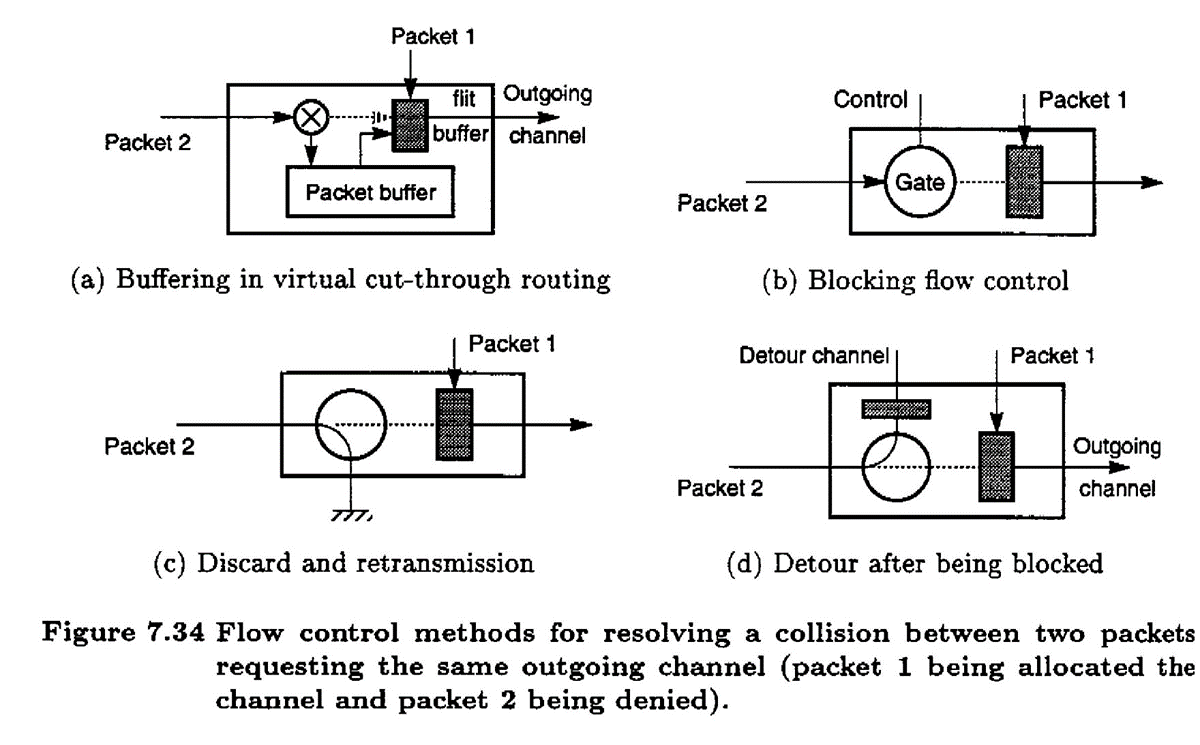 Packet 1
flit
Outgoing
Packet 2
buffer
channel
Packet buffer
(a) Buffering in virtual cut-through routing
Control
Packet 1
Gate
Packet 2
(b) Blocking flow control
Packet 1
Packet 2
(c) Discard and retransmission
Detour channel
Packet 1
Outgoing
Packet 2
channel
(d) Detour after being blocked
Figure 7.34 Flow control methods for resolving a collision between two packets
requesting the same outgoing channel (packet 1 being allocated the
channel and packet 2 being denied).